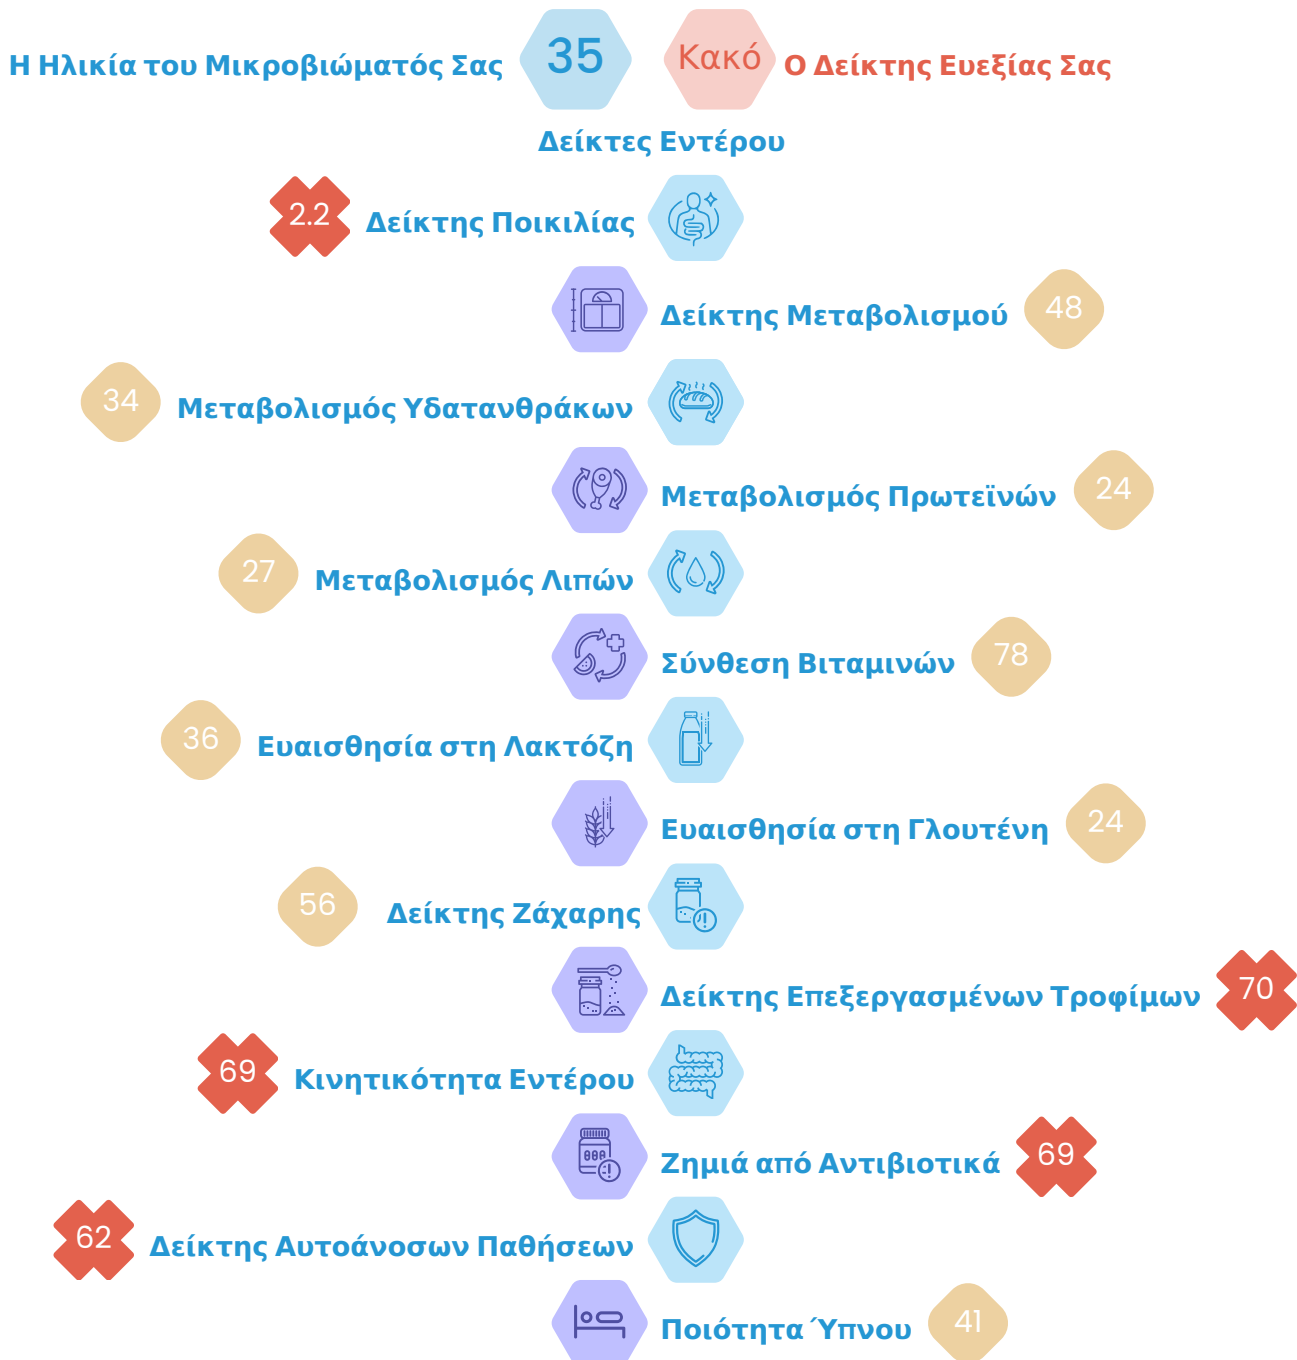 Η Ηλικία του Μικροβιώματός Σας 35 Κακό Ο Δείκτης Ευεξίας Σας
Δείκτες Εντέρου
2.2 Δείκτης Ποικιλίας
Δείκτης Μεταβολισμού 48
34 Μεταβολισμός Υδατανθράκων
Μεταβολισμός Πρωτεϊνών 24
27 Μεταβολισμός Λιπών
Σύνθεση Βιταμινών 78
36 Ευαισθησία στη Λακτόζη
Ευαισθησία στη Γλουτένη 24
56 Δείκτης Ζάχαρης
Δείκτης Επεξεργασμένων Τροφίμων 70
69 Κινητικότητα Εντέρου
Ζημιά από Αντιβιοτικά 69
62 Δείκτης Αυτοάνοσων Παθήσεων
Ποιότητα Ύπνου 41